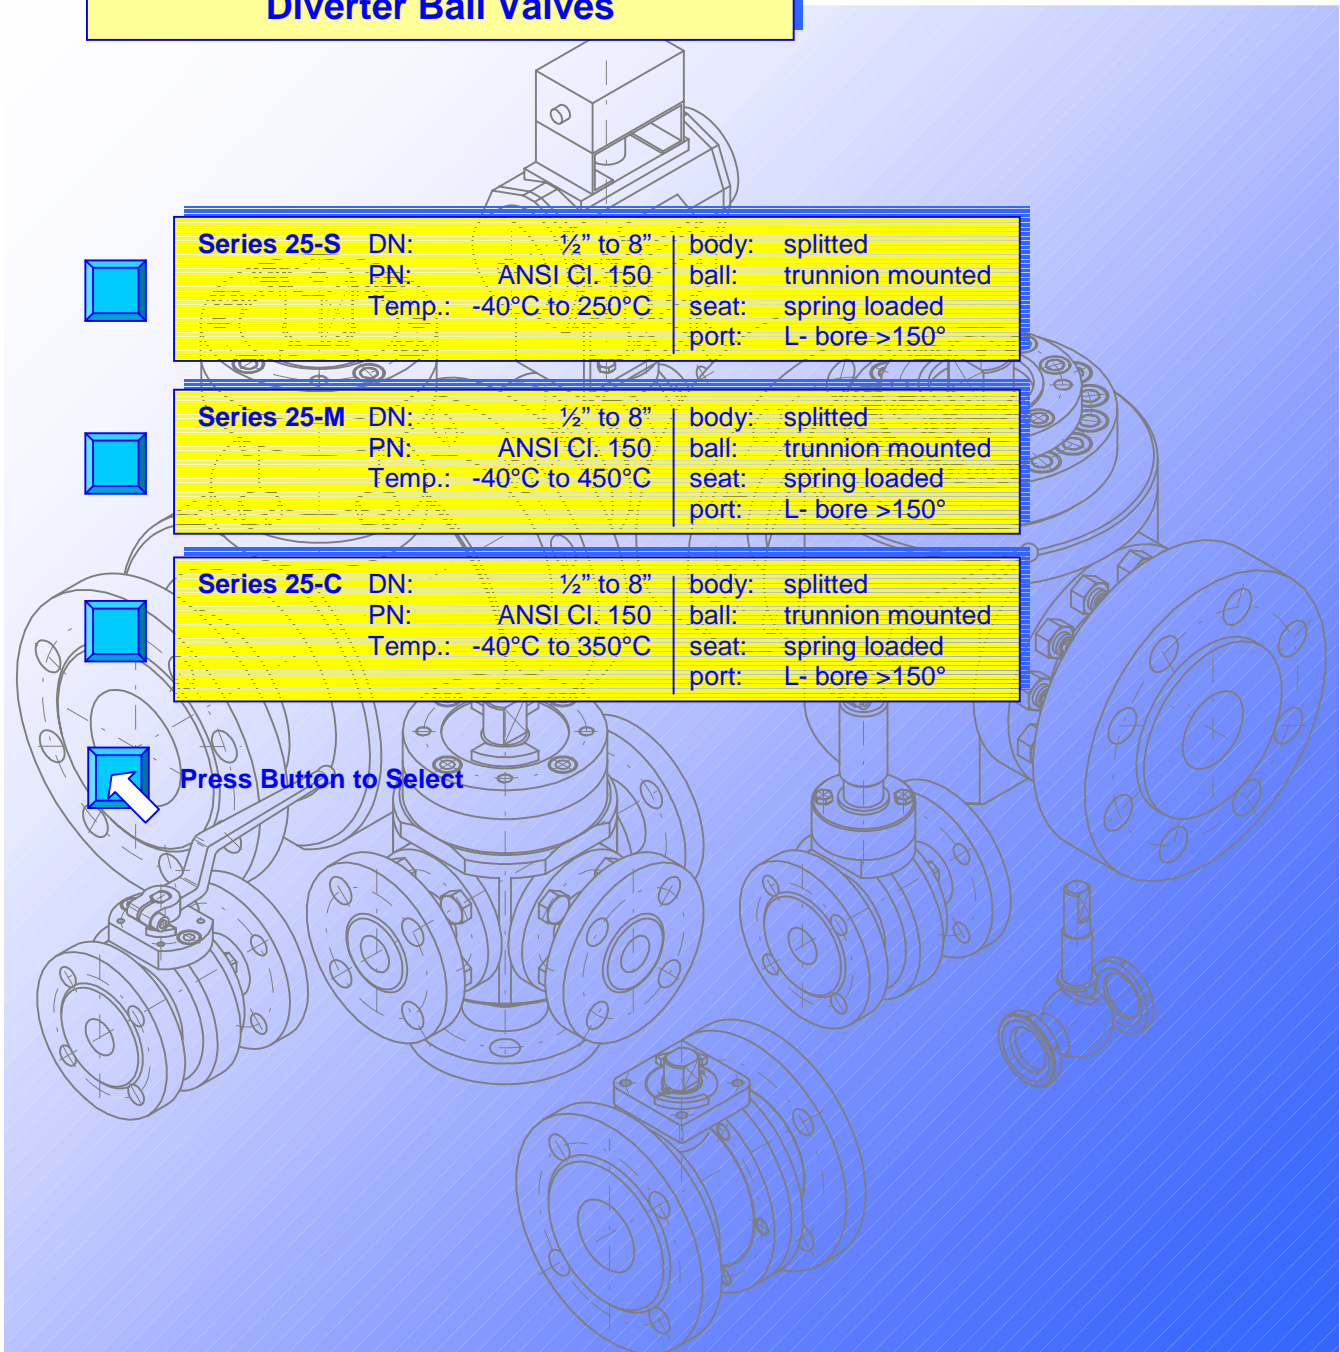 Diverter Ball Valves
Series 25-S DN: ½” to 8” body: splitted
PN: ANSI Cl. 150 ball: trunnion mounted
Temp.: -40°C to 250°C seat: spring loaded
port: L- bore >150°
Series 25-M DN: ½” to 8” body: splitted
PN: ANSI Cl. 150 ball: trunnion mounted
Temp.: -40°C to 450°C seat: spring loaded
port: L- bore >150°
Series 25-C DN: ½” to 8” body: splitted
PN: ANSI Cl. 150 ball: trunnion mounted
Temp.: -40°C to 350°C seat: spring loaded
port: L- bore >150°
Press Button to Select